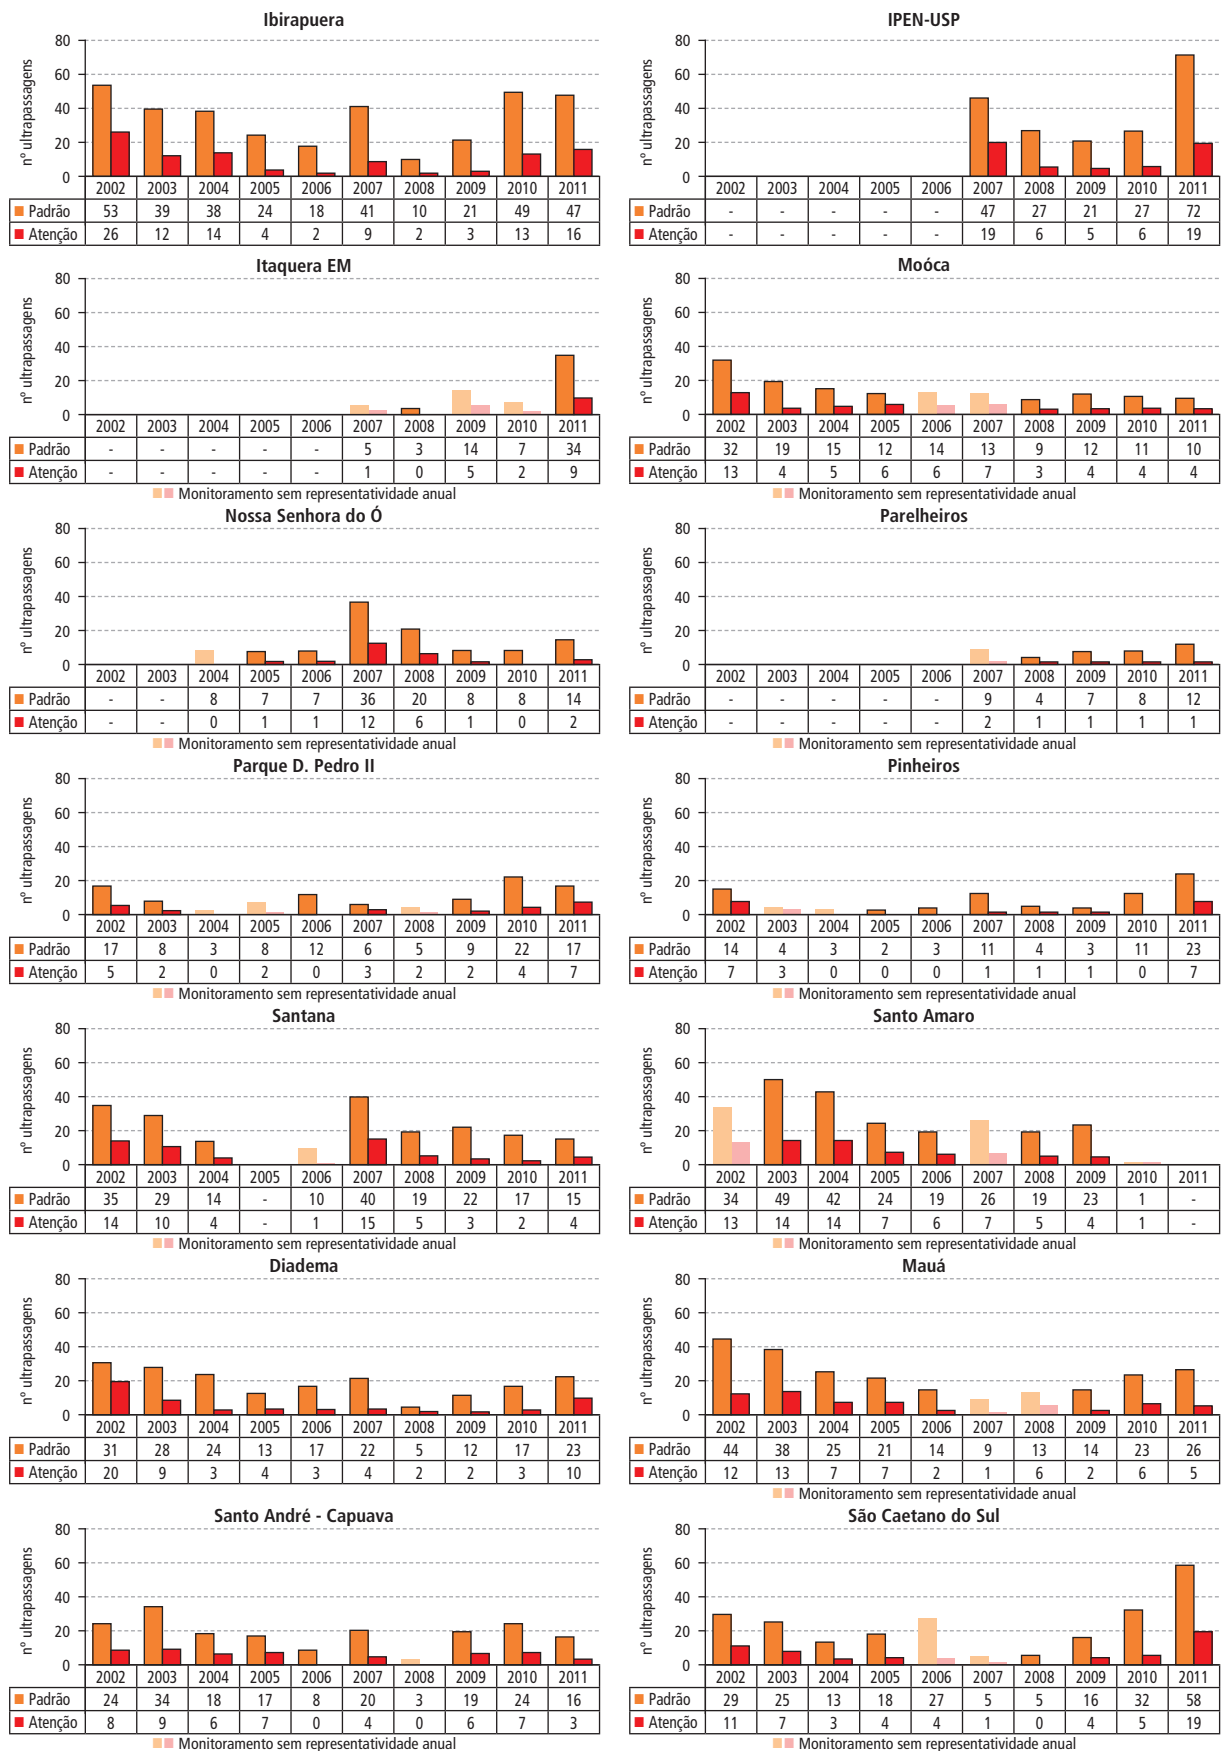 Ibirapuera
80
60
40
20
0
nº ultrapassagens
2002 2003 2004 2005 2006 2007 2008 2009 2010 2011
Padrão 53 39 38 24 18 41 10 21 49 47
Atenção 26 12 14 4 2 9 2 3 13 16
IPEN-USP
80
60
40
20
0
nº ultrapassagens
2002 2003 2004 2005 2006 2007 2008 2009 2010 2011
Padrão - - - - - 47 27 21 27 72
Atenção - - - - - 19 6 5 6 19
Itaquera EM
80
60
40
20
0
nº ultrapassagens
2002 2003 2004 2005 2006 2007 2008 2009 2010 2011
Padrão - - - - - 5 3 14 7 34
Atenção - - - - - 1 0 5 2 9
Monitoramento sem representatividade anual
Moóca
80
60
40
20
0
nº ultrapassagens
2002 2003 2004 2005 2006 2007 2008 2009 2010 2011
Padrão 32 19 15 12 14 13 9 12 11 10
Atenção 13 4 5 6 6 7 3 4 4 4
Monitoramento sem representatividade anual
Nossa Senhora do Ó
80
60
40
20
0
nº ultrapassagens
2002 2003 2004 2005 2006 2007 2008 2009 2010 2011
Padrão - - 8 7 7 36 20 8 8 14
Atenção - - 0 1 1 12 6 1 0 2
Monitoramento sem representatividade anual
Parelheiros
80
60
40
20
0
nº ultrapassagens
2002 2003 2004 2005 2006 2007 2008 2009 2010 2011
Padrão - - - - - 9 4 7 8 12
Atenção - - - - - 2 1 1 1 1
Monitoramento sem representatividade anual
Parque D. Pedro II
80
60
40
20
0
nº ultrapassagens
2002 2003 2004 2005 2006 2007 2008 2009 2010 2011
Padrão 17 8 3 8 12 6 5 9 22 17
Atenção 5 2 0 2 0 3 2 2 4 7
Monitoramento sem representatividade anual
Pinheiros
80
60
40
20
0
nº ultrapassagens
2002 2003 2004 2005 2006 2007 2008 2009 2010 2011
Padrão 14 4 3 2 3 11 4 3 11 23
Atenção 7 3 0 0 0 1 1 1 0 7
Monitoramento sem representatividade anual
Santana
80
60
40
20
0
nº ultrapassagens
2002 2003 2004 2005 2006 2007 2008 2009 2010 2011
Padrão 35 29 14 - 10 40 19 22 17 15
Atenção 14 10 4 - 1 15 5 3 2 4
Monitoramento sem representatividade anual
Santo Amaro
80
60
40
20
0
nº ultrapassagens
2002 2003 2004 2005 2006 2007 2008 2009 2010 2011
Padrão 34 49 42 24 19 26 19 23 1 -
Atenção 13 14 14 7 6 7 5 4 1 -
Monitoramento sem representatividade anual
Diadema
80
60
40
20
0
nº ultrapassagens
2002 2003 2004 2005 2006 2007 2008 2009 2010 2011
Padrão 31 28 24 13 17 22 5 12 17 23
Atenção 20 9 3 4 3 4 2 2 3 10
Mauá
80
60
40
20
0
nº ultrapassagens
2002 2003 2004 2005 2006 2007 2008 2009 2010 2011
Padrão 44 38 25 21 14 9 13 14 23 26
Atenção 12 13 7 7 2 1 6 2 6 5
Monitoramento sem representatividade anual
Santo André - Capuava
80
60
40
20
0
nº ultrapassagens
2002 2003 2004 2005 2006 2007 2008 2009 2010 2011
Padrão 24 34 18 17 8 20 3 19 24 16
Atenção 8 9 6 7 0 4 0 6 7 3
Monitoramento sem representatividade anual
São Caetano do Sul
80
60
40
20
0
nº ultrapassagens
2002 2003 2004 2005 2006 2007 2008 2009 2010 2011
Padrão 29 25 13 18 27 5 5 16 32 58
Atenção 11 7 3 4 4 1 0 4 5 19
Monitoramento sem representatividade anual